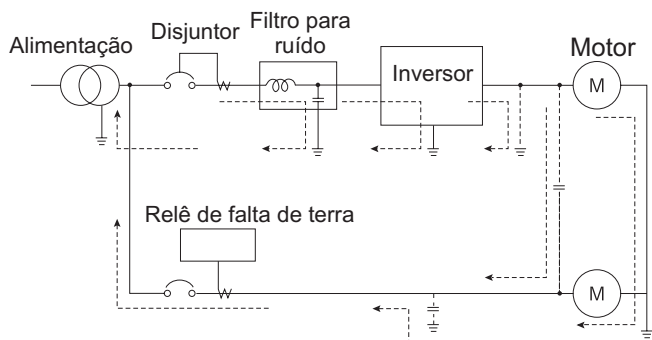 Alimentação
Disjuntor
Filtro para
ruído
Inversor
Motor
M
Relê de falta de terra
M